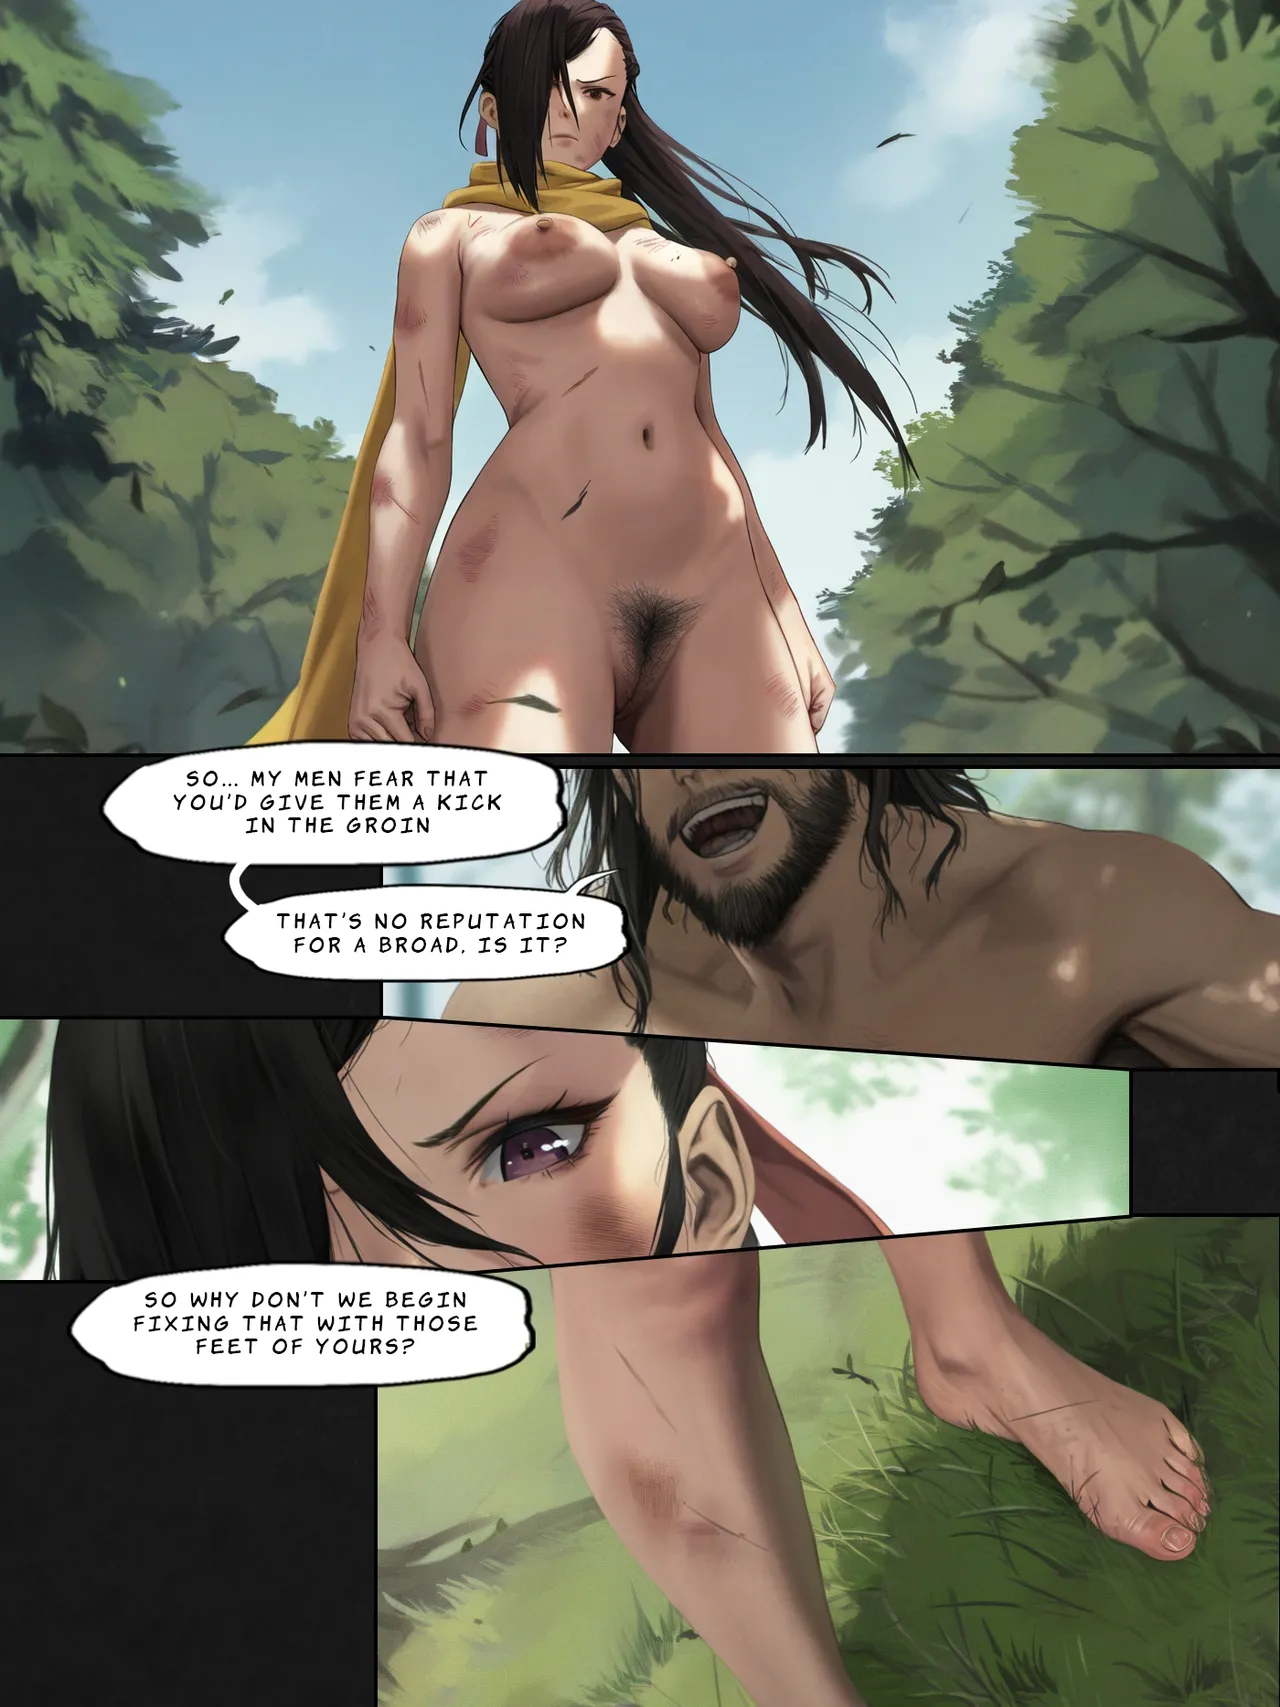 SO... MY MEN FEAR THAT
YOU'D GIVE THEM A KICK
IN THE GROIN
THAT'S NO REPUTATION
FOR A BROAD, IS IT?
SO WHY DON'T WE BEGIN
FIXING THAT WITH THOSE
FEET OF YOURS?